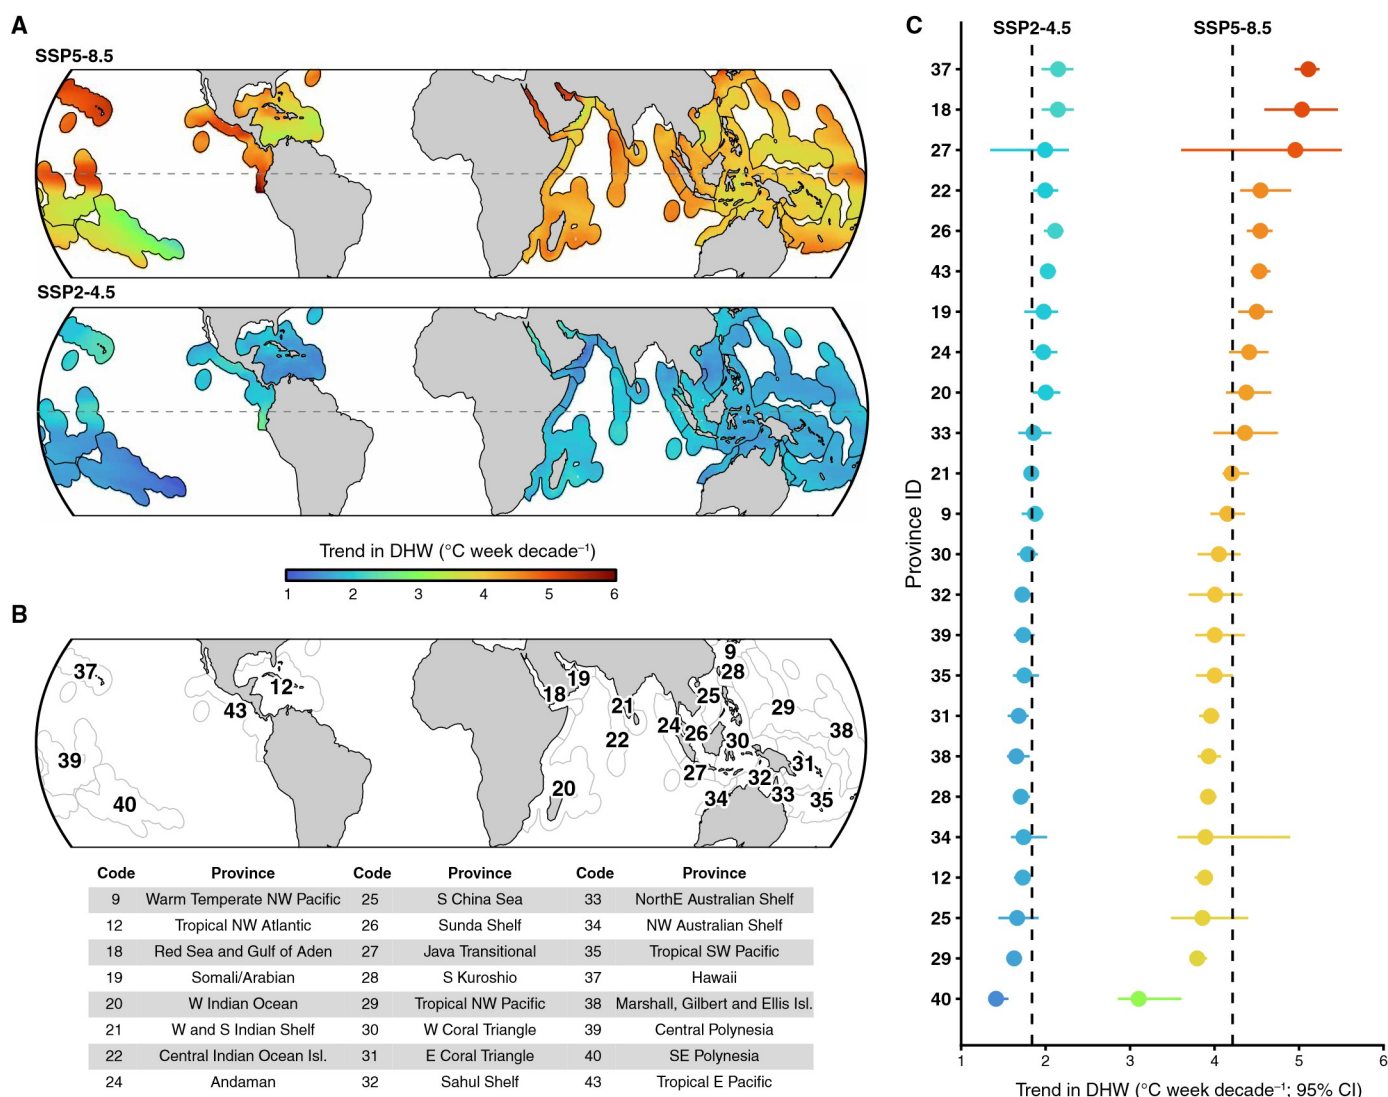 A
SSP5-8.5
SSP2-4.5
Trend in DHW (°C week decade⁻¹)
1 2 3 4 5 6
B
37
12
43
39
40
18
19
21
22
20
9
28
25
24
26
29
38
30
27
32
31
34
33
35
Code Province Code Province Code Province
9 Warm Temperate NW Pacific 25 S China Sea 33 NorthE Australian Shelf
12 Tropical NW Atlantic 26 Sunda Shelf 34 NW Australian Shelf
18 Red Sea and Gulf of Aden 27 Java Transitional 35 Tropical SW Pacific
19 Somali/Arabian 28 S Kuroshio 37 Hawaii
20 W Indian Ocean 29 Tropical NW Pacific 38 Marshall, Gilbert and Ellis Isl.
21 W and S Indian Shelf 30 W Coral Triangle 39 Central Polynesia
22 Central Indian Ocean Isl. 31 E Coral Triangle 40 SE Polynesia
24 Andaman 32 Sahul Shelf 43 Tropical E Pacific
C
SSP2-4.5 SSP5-8.5
Province ID
37
18
27
22
26
43
19
24
20
33
21
9
30
32
39
35
31
38
28
34
12
25
29
40
1 2 3 4 5 6
Trend in DHW (°C week decade⁻¹; 95% CI)